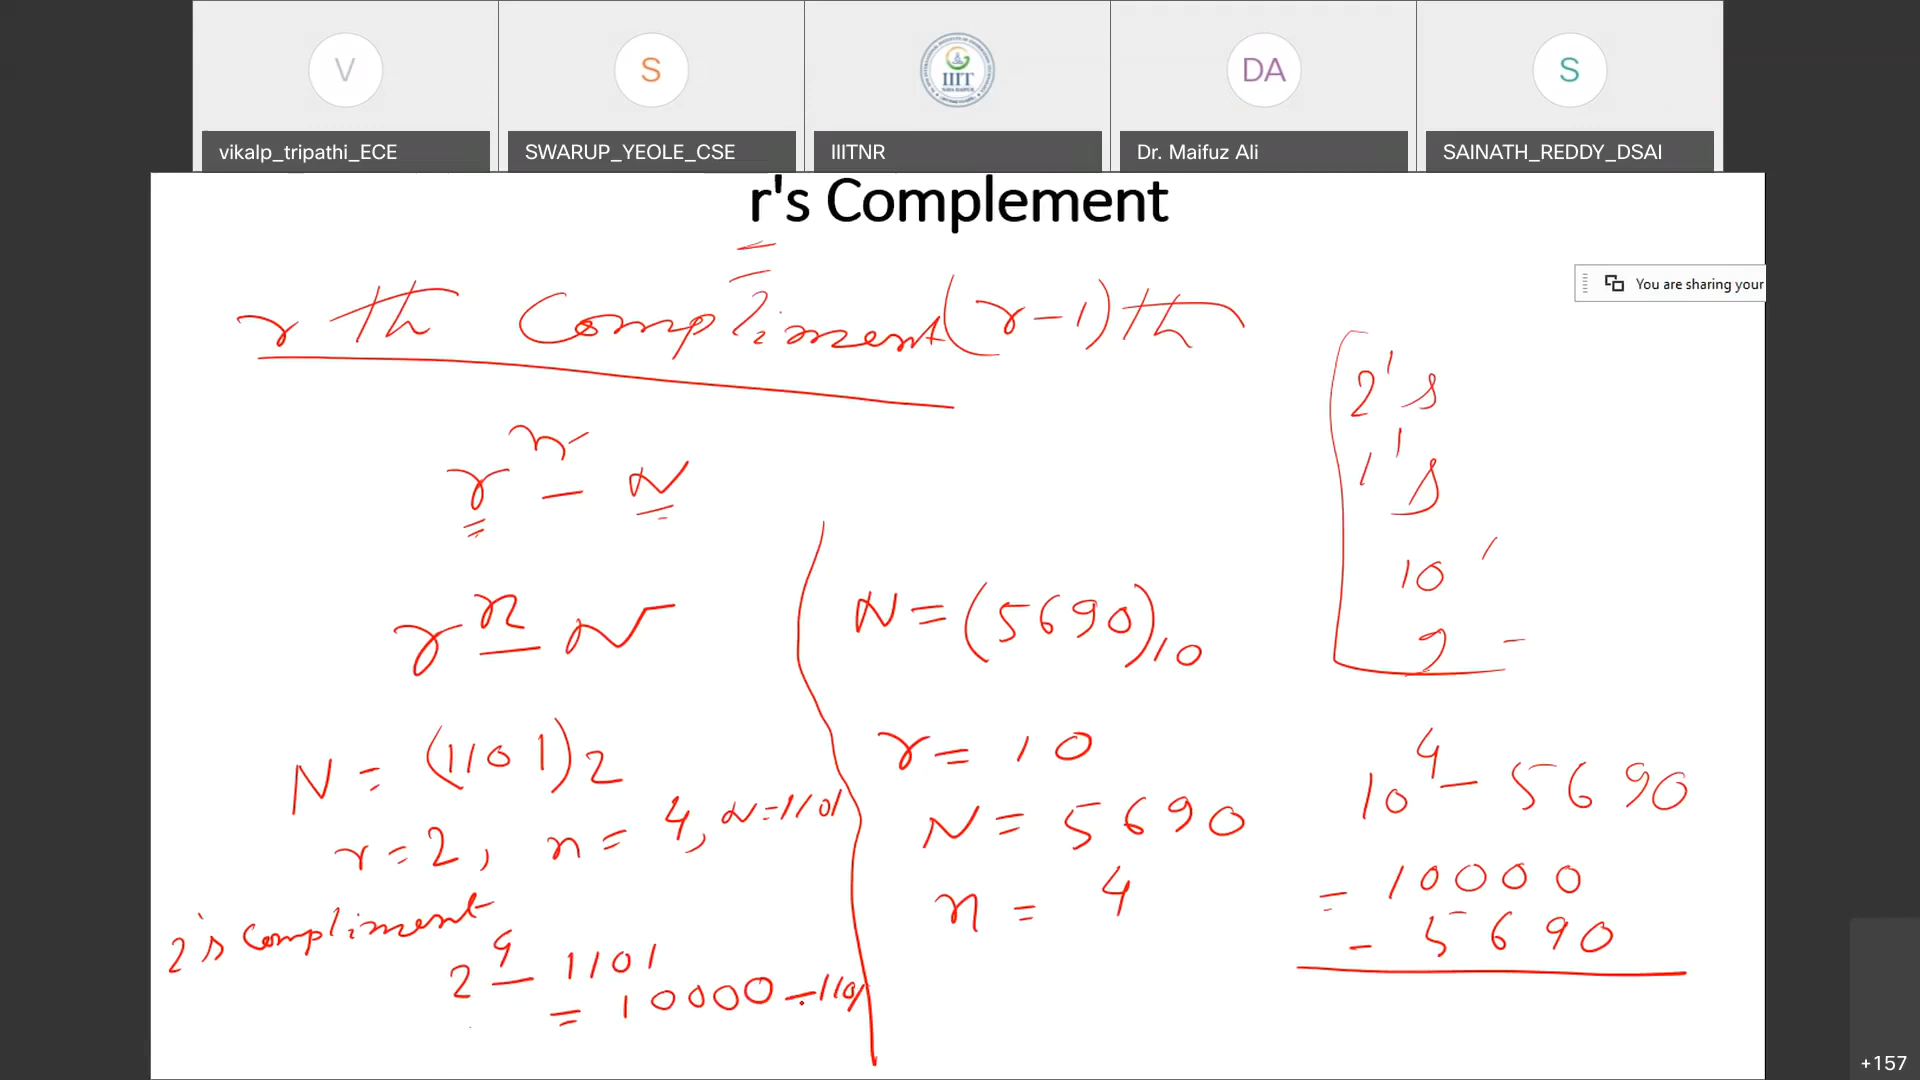 V
S
IIIT
DA
S
vikalp_tripathi_ECE
SWARUP_YEOLE_CSE
IIITNR
Dr. Maifuz Ali
SAINATH_REDDY_DSAI
r's Complement
You are sharing your
r th Compliment (r-1)th
2's
1's
10'
9 -
r^n - N
r^n - N
N = (1101)2
r = 2, n = 4, N=1101
2's Compliment
2^4 - 1101
= 10000 - 1101
N = (5690)10
r = 10
N = 5690
n = 4
10^4 - 5690
= 10000
- 5690
+157